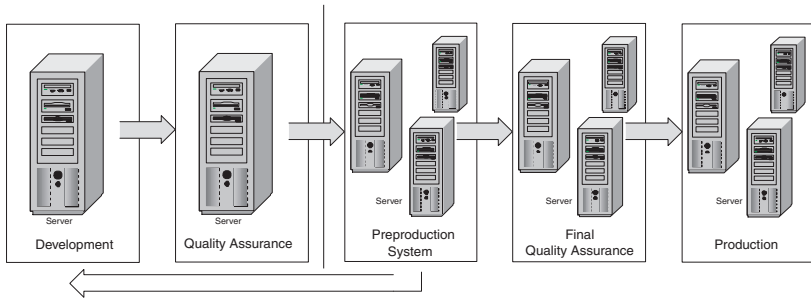 Server
Development
Server
Quality Assurance
Server
Preproduction
System
Server
Final
Quality Assurance
Server
Production